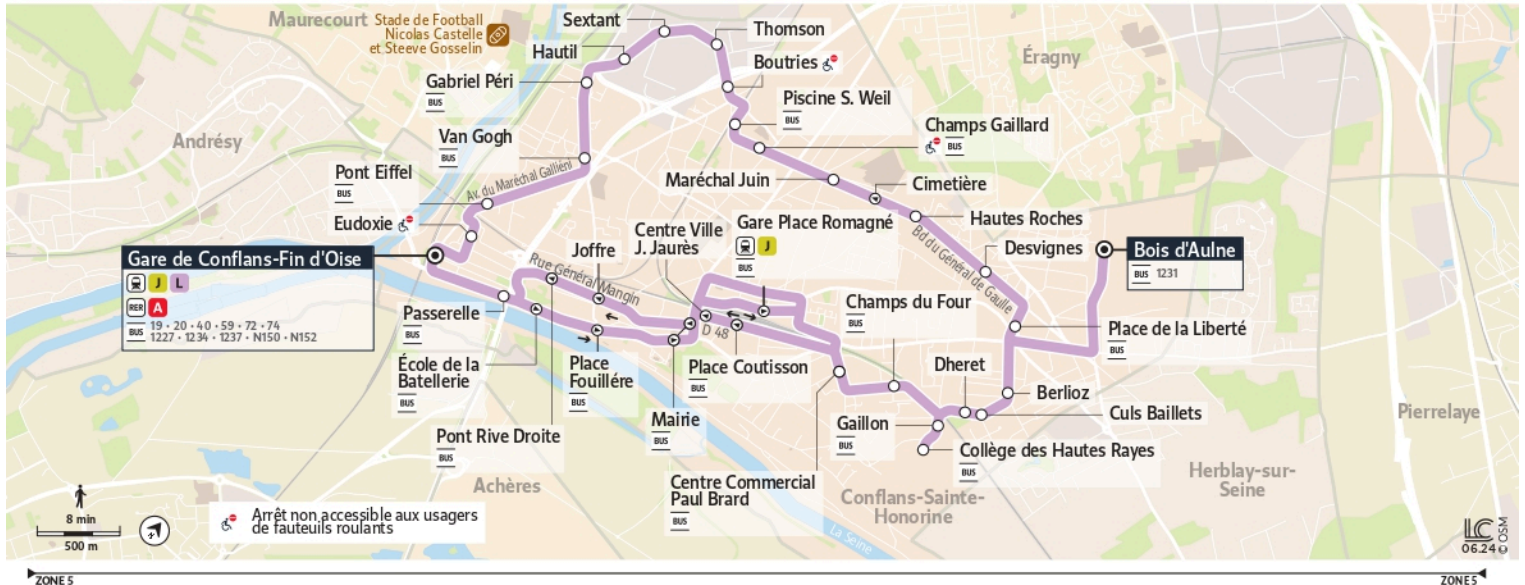 Maurecourt
Stade de Football
Nicolas Castelle
et Steeve Gosselin
Sextant
Thomson
Hautil
Boutries
Éragny
Gabriel Péri
BUS
Piscine S. Weil
BUS
Andrésy
Van Gogh
BUS
Champs Gaillard
BUS
Pont Eiffel
BUS
Av. du Maréchal Galliéni
Maréchal Juin
Cimetière
Eudoxie
Centre Ville
J. Jaurès
Gare Place Romagné
J
BUS
Hautes Roches
Bd du Général de Gaulle
Desvignes
Gare de Conflans-Fin d'Oise
J L
RER A
BUS 19 • 20 • 40 • 59 • 72 • 74
1227 • 1234 • 1237 • N150 • N152
Joffre
Rue Général Mangin
Bois d'Aulne
BUS 1231
Passerelle
BUS
D 48
Champs du Four
BUS
Place de la Liberté
BUS
École de la
Batellerie
BUS
Place
Fouillére
BUS
Place Coutisson
BUS
Dheret
Berlioz
Culs Baillets
Pont Rive Droite
BUS
Mairie
BUS
Gaillon
BUS
Collège des Hautes Rayes
BUS
Pierrelaye
Achères
Centre Commercial
Paul Brard
BUS
Conflans-Sainte-
Honorine
Herblay-sur-
Seine
La Seine
8 min
500 m
Arrêt non accessible aux usagers
de fauteuils roulants
LC
06.24 © OSM
ZONE 5
ZONE 5